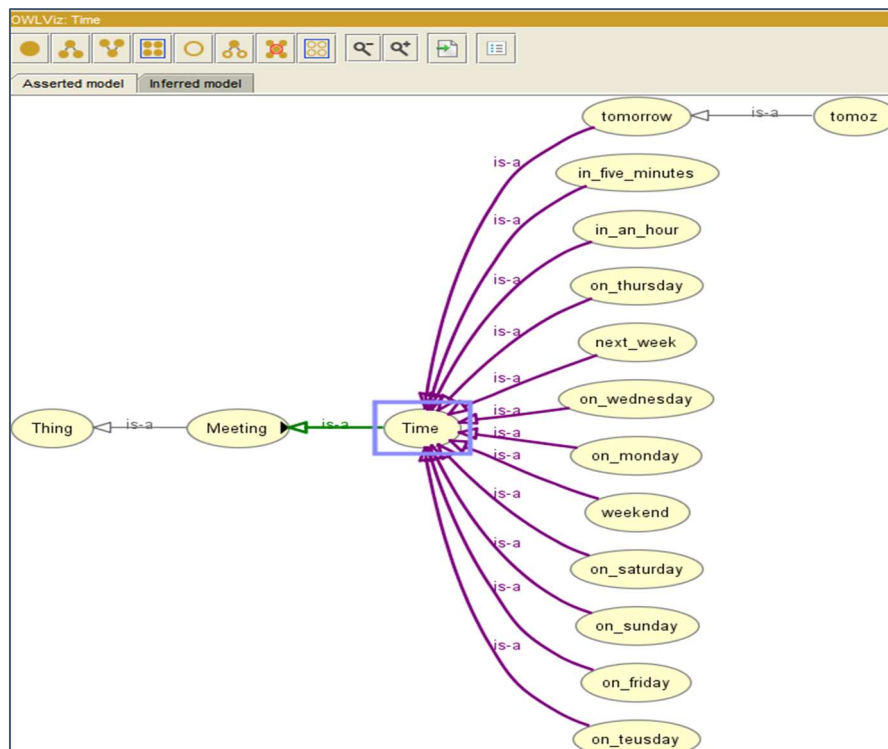 OWLViz: Time
Asserted model Inferred model
tomorrow is-a tomoz
is-a
in_five_minutes
is-a
in_an_hour
is-a
on_thursday
is-a
next_week
is-a
on_wednesday
is-a
Thing is-a Meeting is-a Time
is-a
on_monday
is-a
weekend
is-a
on_saturday
is-a
on_sunday
is-a
on_friday
is-a
on_teusday